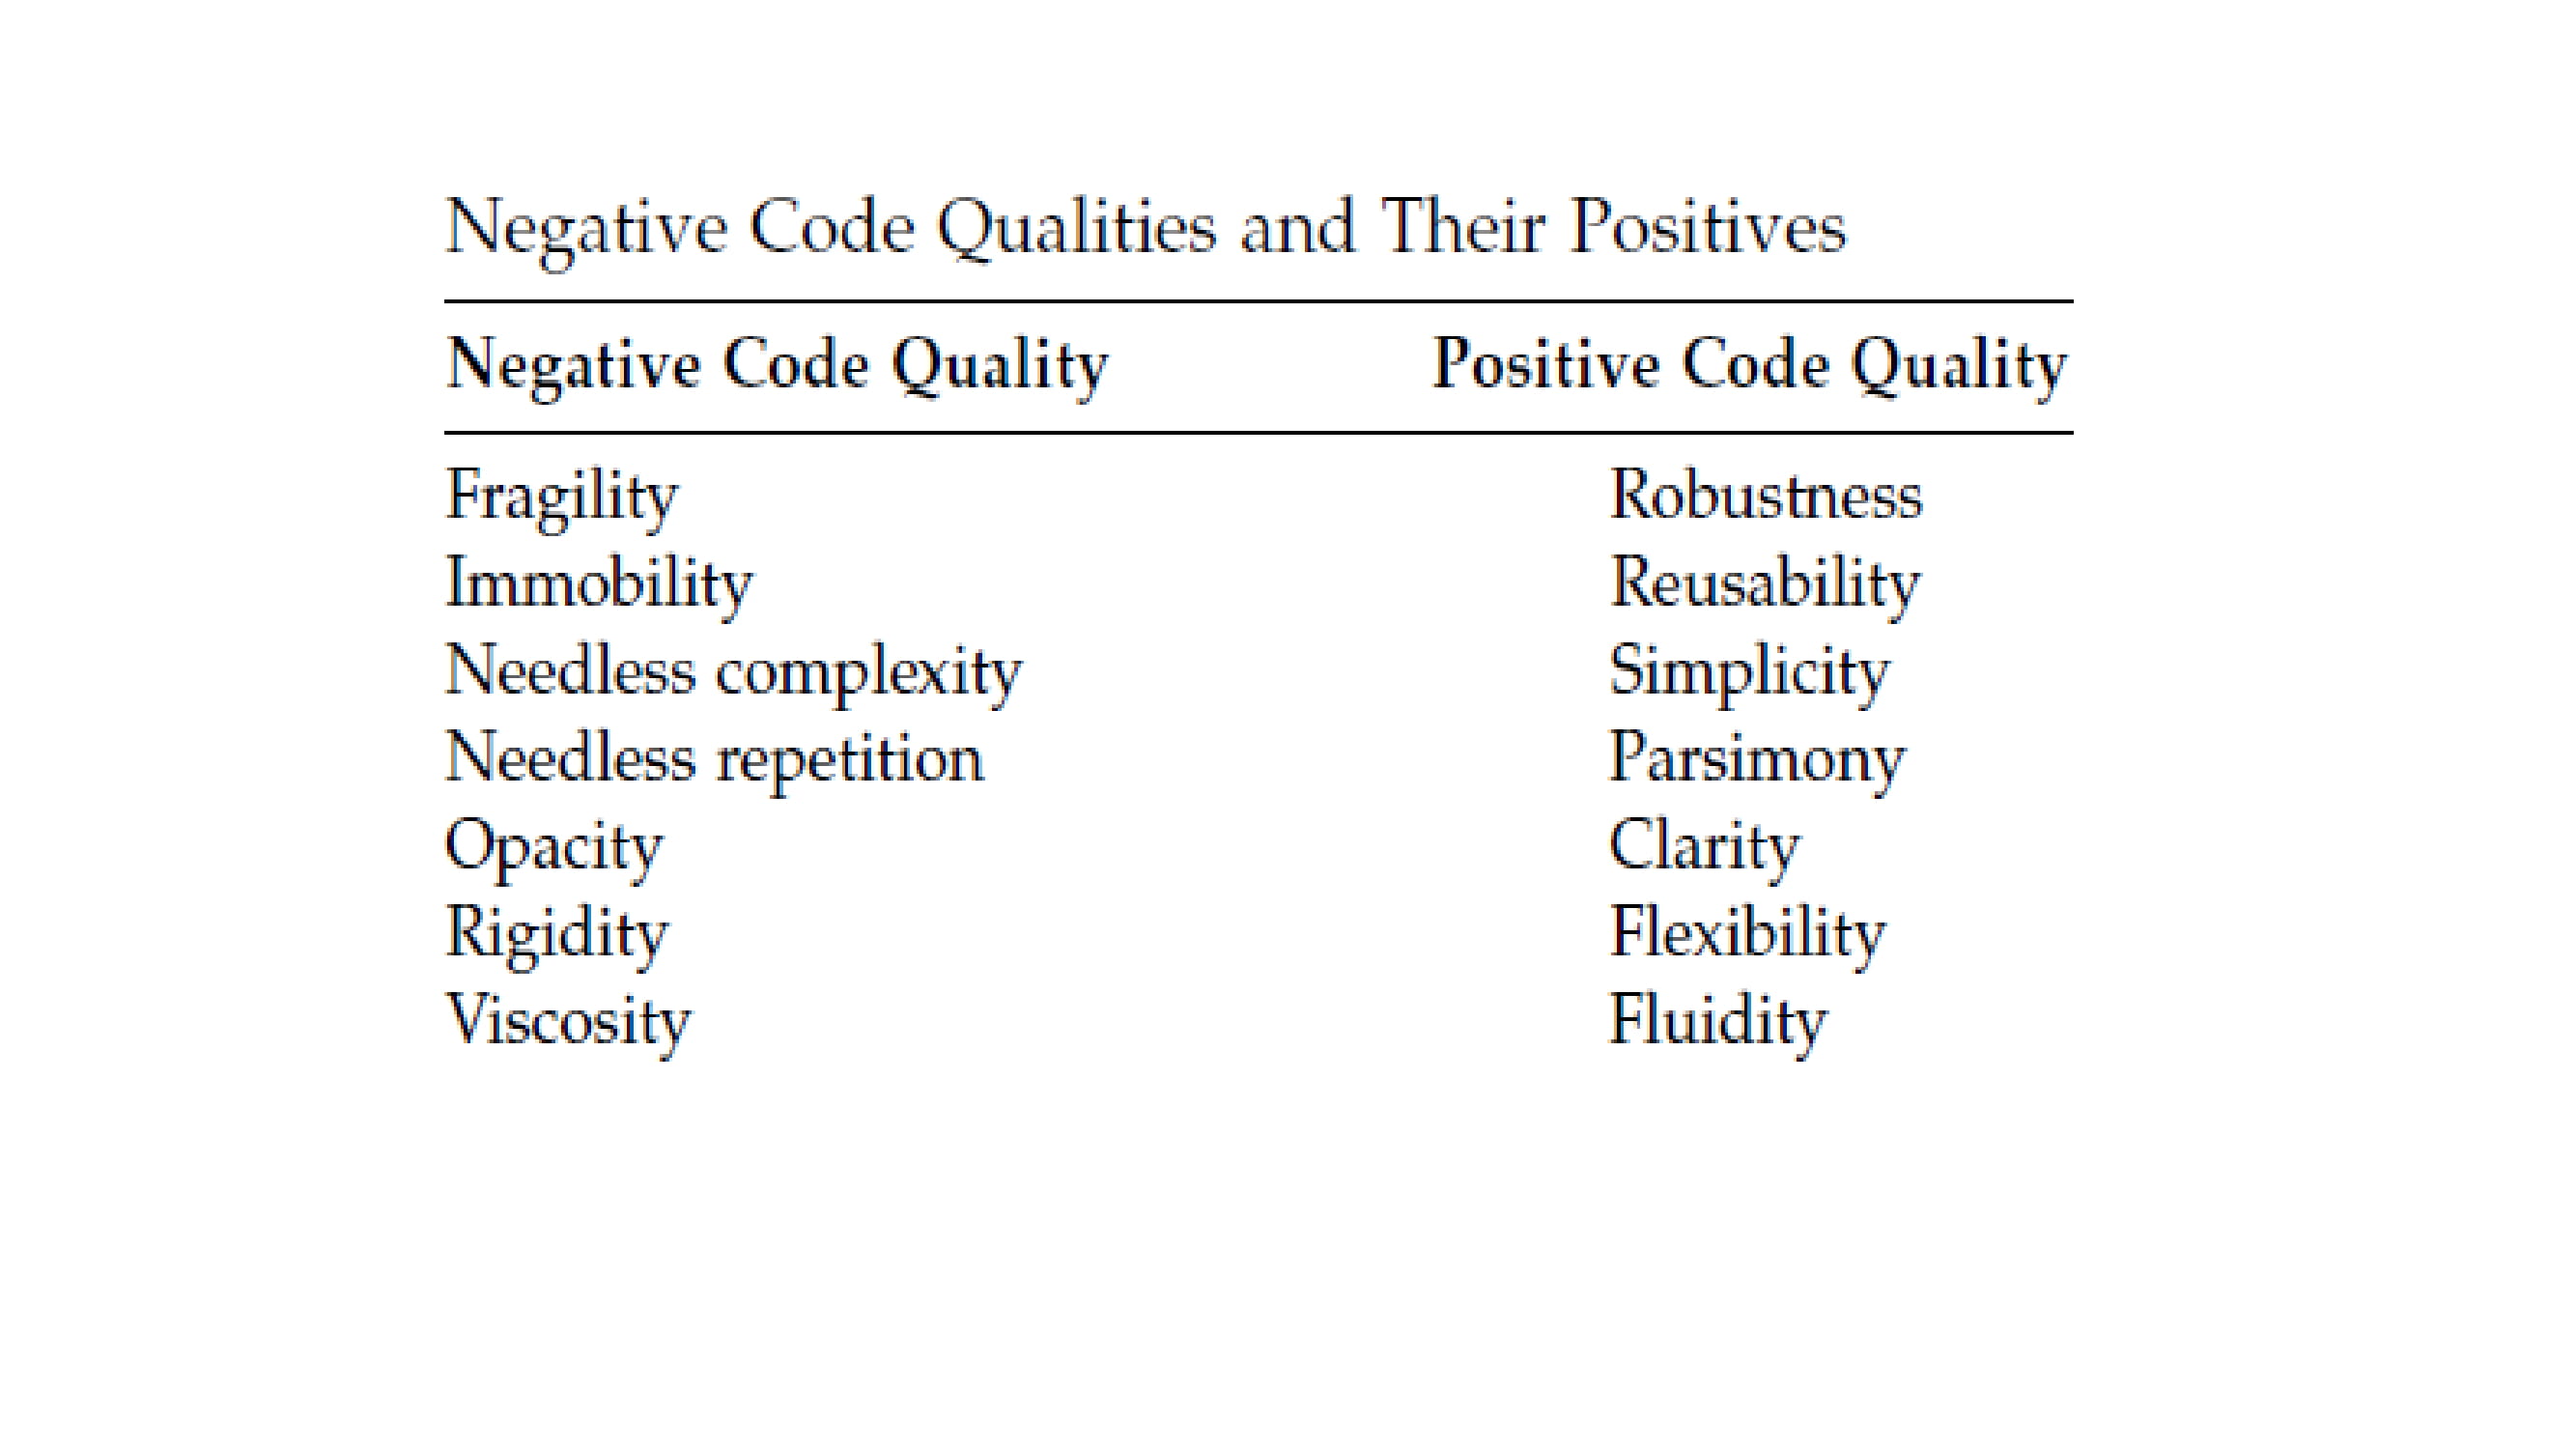 Negative Code Qualities and Their Positives
Negative Code Quality Positive Code Quality
Fragility Robustness
Immobility Reusability
Needless complexity Simplicity
Needless repetition Parsimony
Opacity Clarity
Rigidity Flexibility
Viscosity Fluidity